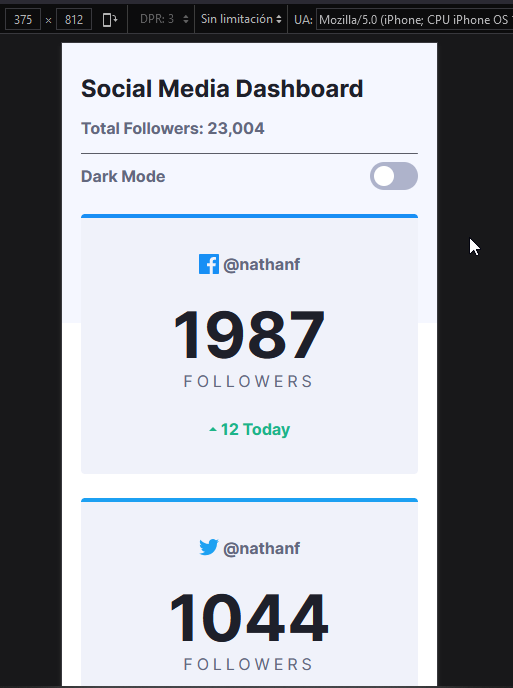 375 × 812 DPR: 3 Sin limitación UA: Mozilla/5.0 (iPhone; CPU iPhone OS
Social Media Dashboard
Total Followers: 23,004
Dark Mode
@nathanf
1987
FOLLOWERS
12 Today
@nathanf
1044
FOLLOWERS